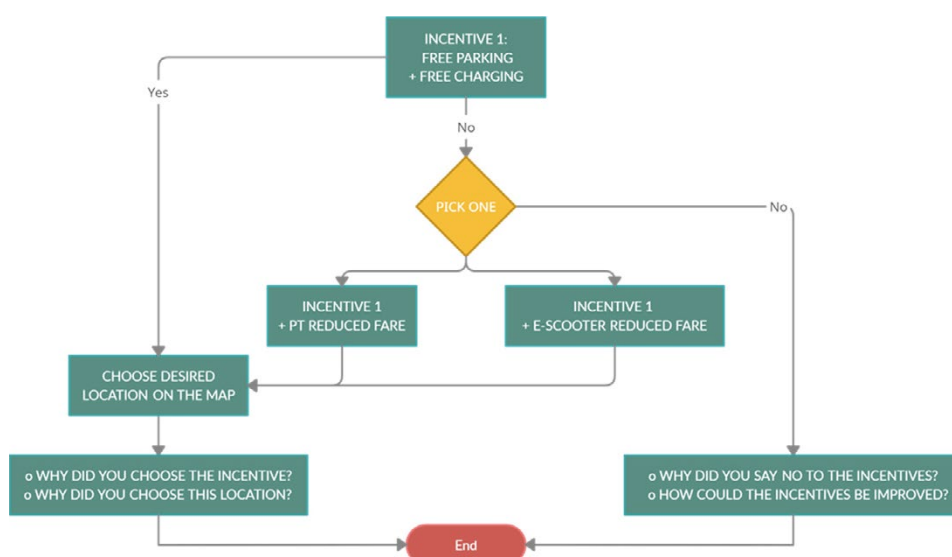 INCENTIVE 1:
FREE PARKING
+ FREE CHARGING
Yes
No
PICK ONE
No
INCENTIVE 1
+ PT REDUCED FARE
INCENTIVE 1
+ E-SCOOTER REDUCED FARE
CHOOSE DESIRED
LOCATION ON THE MAP
o WHY DID YOU CHOOSE THE INCENTIVE?
o WHY DID YOU CHOOSE THIS LOCATION?
o WHY DID YOU SAY NO TO THE INCENTIVES?
o HOW COULD THE INCENTIVES BE IMPROVED?
End